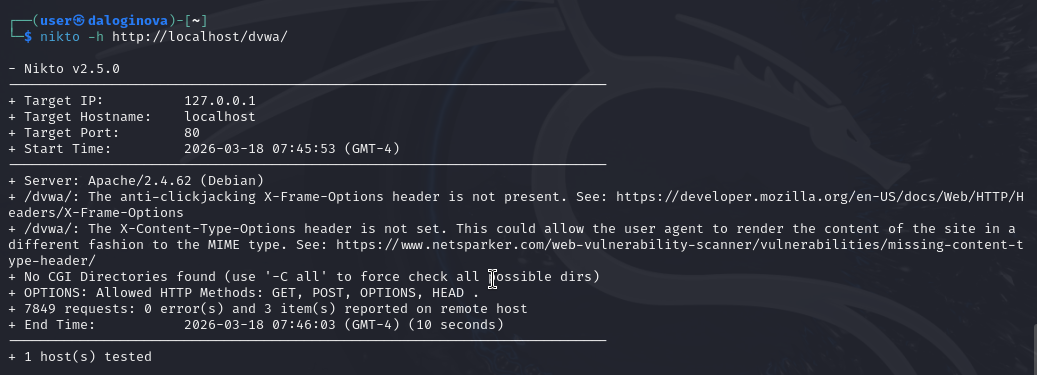 ┌──(user㉿daloginova)-[~]
└─$ nikto -h http://localhost/dvwa/
- Nikto v2.5.0
+ Target IP:          127.0.0.1
+ Target Hostname:    localhost
+ Target Port:        80
+ Start Time:         2026-03-18 07:45:53 (GMT-4)
+ Server: Apache/2.4.62 (Debian)
+ /dvwa/: The anti-clickjacking X-Frame-Options header is not present. See: https://developer.mozilla.org/en-US/docs/Web/HTTP/H
eaders/X-Frame-Options
+ /dvwa/: The X-Content-Type-Options header is not set. This could allow the user agent to render the content of the site in a
different fashion to the MIME type. See: https://www.netsparker.com/web-vulnerability-scanner/vulnerabilities/missing-content-t
ype-header/
+ No CGI Directories found (use '-C all' to force check all possible dirs)
+ OPTIONS: Allowed HTTP Methods: GET, POST, OPTIONS, HEAD .
+ 7849 requests: 0 error(s) and 3 item(s) reported on remote host
+ End Time:           2026-03-18 07:46:03 (GMT-4) (10 seconds)
+ 1 host(s) tested